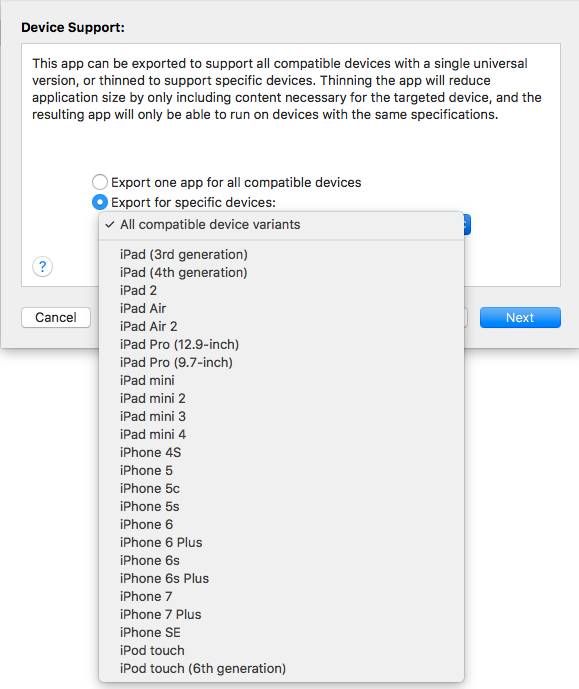 Device Support:
This app can be exported to support all compatible devices with a single universal
version, or thinned to support specific devices. Thinning the app will reduce
application size by only including content necessary for the targeted device, and the
resulting app will only be able to run on devices with the same specifications.
Export one app for all compatible devices
Export for specific devices:
✓ All compatible device variants
iPad (3rd generation)
iPad (4th generation)
iPad 2
iPad Air
iPad Air 2
iPad Pro (12.9-inch)
iPad Pro (9.7-inch)
iPad mini
iPad mini 2
iPad mini 3
iPad mini 4
iPhone 4S
iPhone 5
iPhone 5c
iPhone 5s
iPhone 6
iPhone 6 Plus
iPhone 6s
iPhone 6s Plus
iPhone 7
iPhone 7 Plus
iPhone SE
iPod touch
iPod touch (6th generation)
?
Cancel
Next